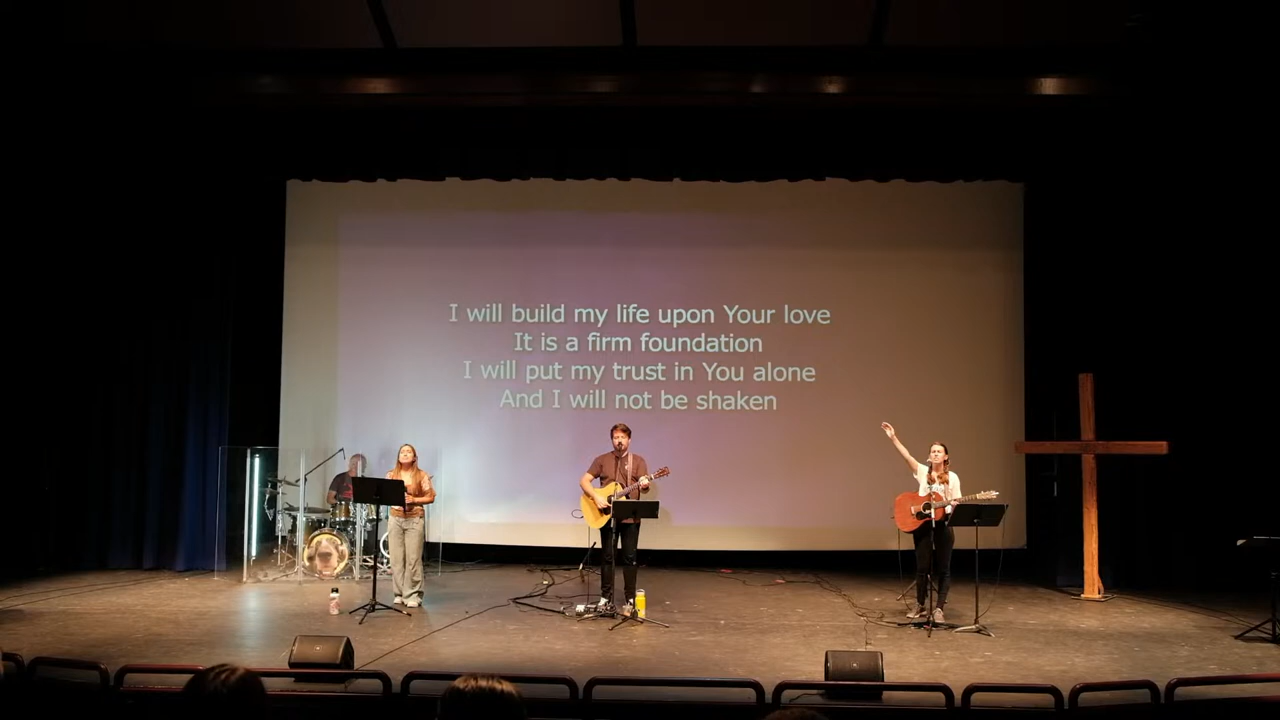 I will build my life upon Your love
It is a firm foundation
I will put my trust in You alone
And I will not be shaken